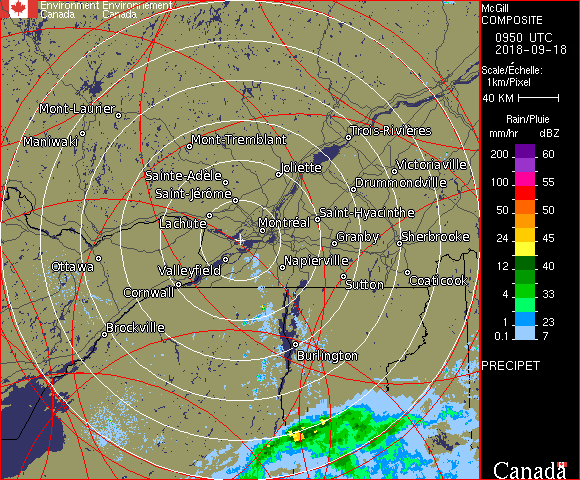 Environment Environnement
Canada Canada
McGill
COMPOSITE
0950 UTC
2018-09-18
Scale/Échelle:
1km/Pixel
40 KM
Rain/Pluie
mm/hr dBZ
200 60
150 55
100 55
50 50
24 45
12 40
4 33
1 23
0.1 7
PRECIPET
Canada
Mont-Laurier
Maniwaki
Mont-Tremblant
Trois-Rivières
Sainte-Adèle
Joliette
Victoriaville
Saint-Jérôme
Drummondville
Lachute
Montréal
Saint-Hyacinthe
Granby
Sherbrooke
Ottawa
Valleyfield
Napierville
Cornwall
Sutton
Coaticook
Brockville
Burlington